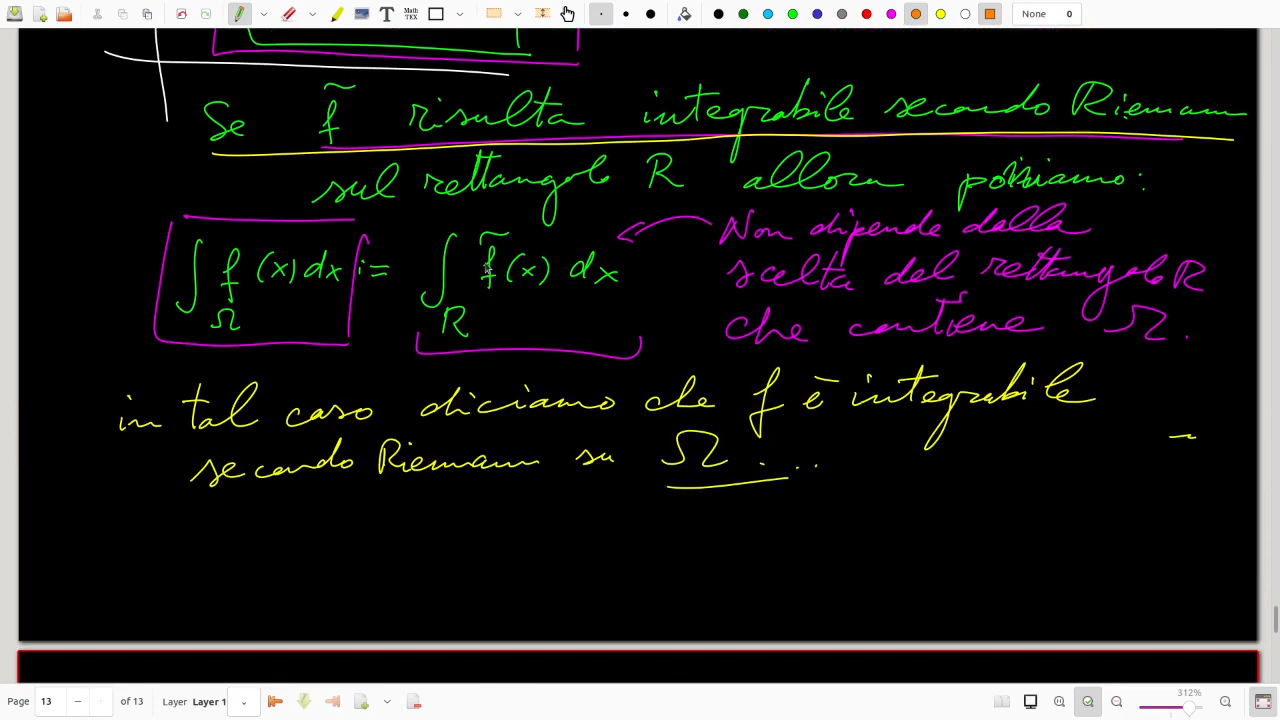 Math
TEX
T
None 0
Se f̃ risulta integrabile secondo Riemann
sul rettangolo R allora poniamo:
∫_Ω f(x)dx := ∫_R f̃(x) dx
Non dipende dalla
scelta del rettangolo R
che contiene Ω.
in tal caso diciamo che f è integrabile
secondo Riemann su Ω ...
Page 13 of 13 Layer Layer 1
312%